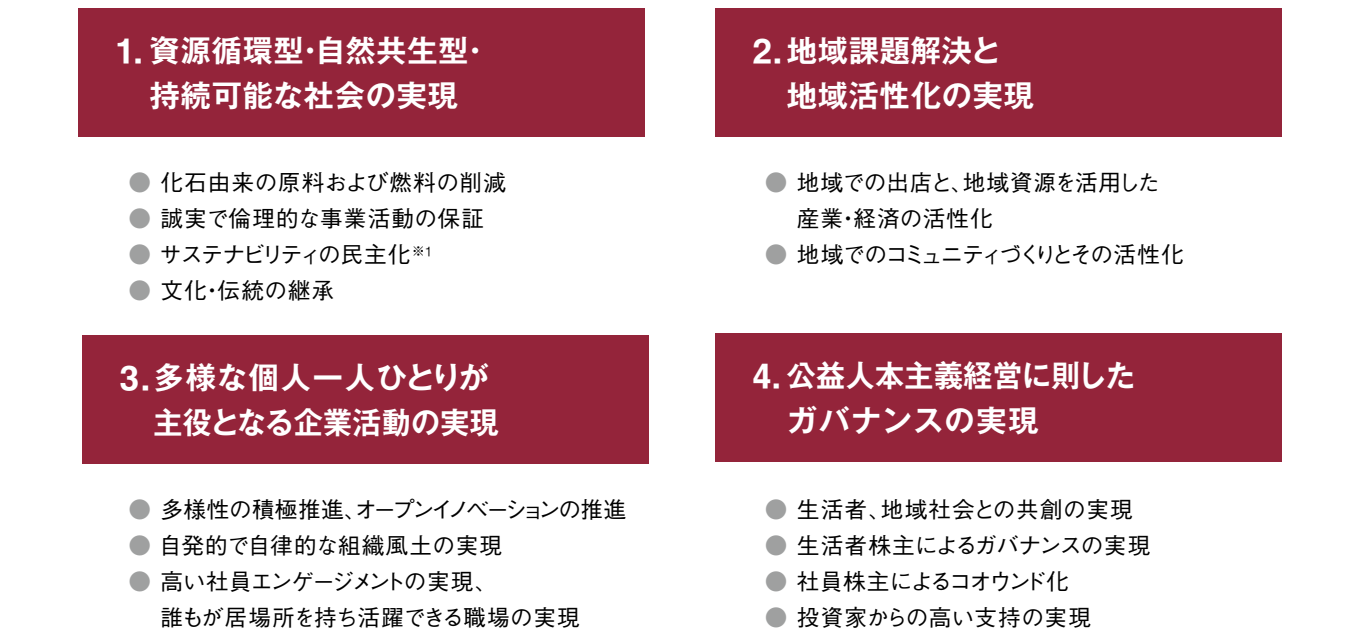 1. 資源循環型・自然共生型・
持続可能な社会の実現
● 化石由来の原料および燃料の削減
● 誠実で倫理的な事業活動の保証
● サステナビリティの民主化※1
● 文化・伝統の継承
2. 地域課題解決と
地域活性化の実現
● 地域での出店と、地域資源を活用した
産業・経済の活性化
● 地域でのコミュニティづくりとその活性化
3. 多様な個人一人ひとりが
主役となる企業活動の実現
● 多様性の積極推進、オープンイノベーションの推進
● 自発的で自律的な組織風土の実現
● 高い社員エンゲージメントの実現、
誰もが居場所を持ち活躍できる職場の実現
4. 公益人本主義経営に則した
ガバナンスの実現
● 生活者、地域社会との共創の実現
● 生活者株主によるガバナンスの実現
● 社員株主によるコオウンド化
● 投資家からの高い支持の実現